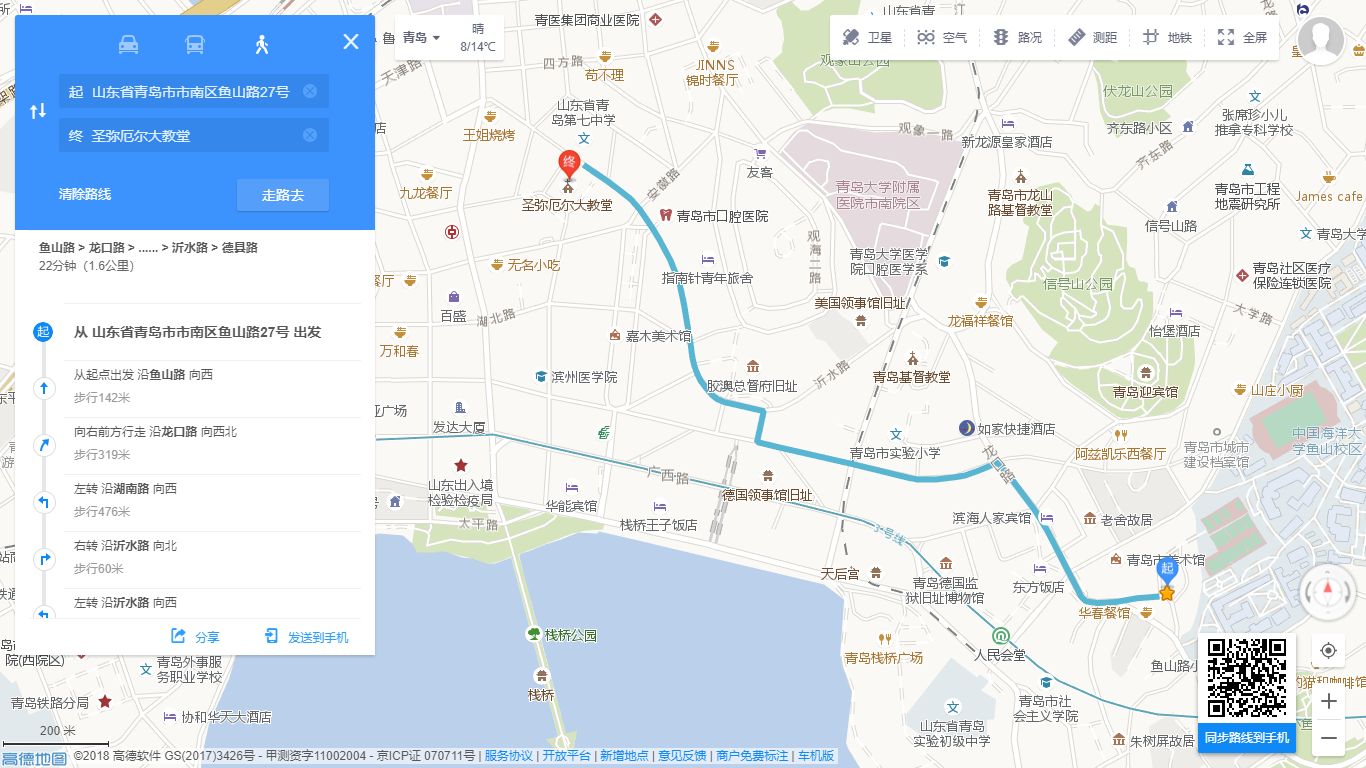 起 山东省青岛市市南区鱼山路27号
终 圣弥厄尔大教堂
清除路线
走路去
鱼山路 > 龙口路 > ...... > 沂水路 > 德县路
22分钟（1.6公里）
起
从 山东省青岛市市南区鱼山路27号 出发
从起点出发 沿鱼山路 向西
步行142米
向右前方行走 沿龙口路 向西北
步行319米
左转 沿湖南路 向西
步行476米
右转 沿沂水路 向北
步行60米
左转 沿沂水路 向西
分享
发送到手机
青岛
晴
8/14℃
卫星
空气
路况
测距
地铁
全屏
青医集团商业医院
山东省青
四方路
天津路
苟不理
JINNS
锦时餐厅
观象山公园
伏龙山公园
张席珍小儿
推拿专科学校
山东省青
岛第七中学
王姐烧烤
观象一路
新龙源皇家酒店
齐东路小区
齐东路
终
九龙餐厅
圣弥厄尔大教堂
安徽路
友客
青岛大学附属
医院市南院区
青岛市龙山
路基督教堂
青岛市工程
地震研究所
James cafe
青岛市口腔医院
信号山路
青岛大学
无名小吃
观海二路
青岛大学医学
院口腔医学系
青岛社区医疗
保险连锁医院
餐厅
指南针青年旅舍
信号山公园
百盛
湖北路
美国领事馆旧址
龙福祥餐馆
大学路
怡堡酒店
万和春
嘉木美术馆
滨州医学院
胶澳总督府旧址
沂水路
青岛基督教堂
青岛迎宾馆
山庄小厨
发达大厦
如家快捷酒店
中国海洋大
学鱼山校区
青岛市实验小学
阿兹凯乐西餐厅
青岛市城市
建设档案馆
龙口路
广西路
山东出入境
检验检疫局
华能宾馆
德国领事馆旧址
栈桥王子饭店
太平路
滨海人家宾馆
老舍故居
3号线
青岛市美术馆
天后宫
青岛德国监
狱旧址博物馆
东方饭店
起
华春餐馆
栈桥公园
人民会堂
青岛栈桥广场
鱼山路小
院(西院区)
青岛外事服
务职业学校
栈桥
青岛市社
会主义学院
青岛铁路分局
协和华天大酒店
山东省青岛
实验初级中学
朱树屏故居
的猫和咖啡馆
同步路线到手机
200 米
高德地图
©2018 高德软件 GS(2017)3426号 - 甲测资字11002004 - 京ICP证 070711号 | 服务协议 | 开放平台 | 新增地点 | 意见反馈 | 商户免费标注 | 车机版